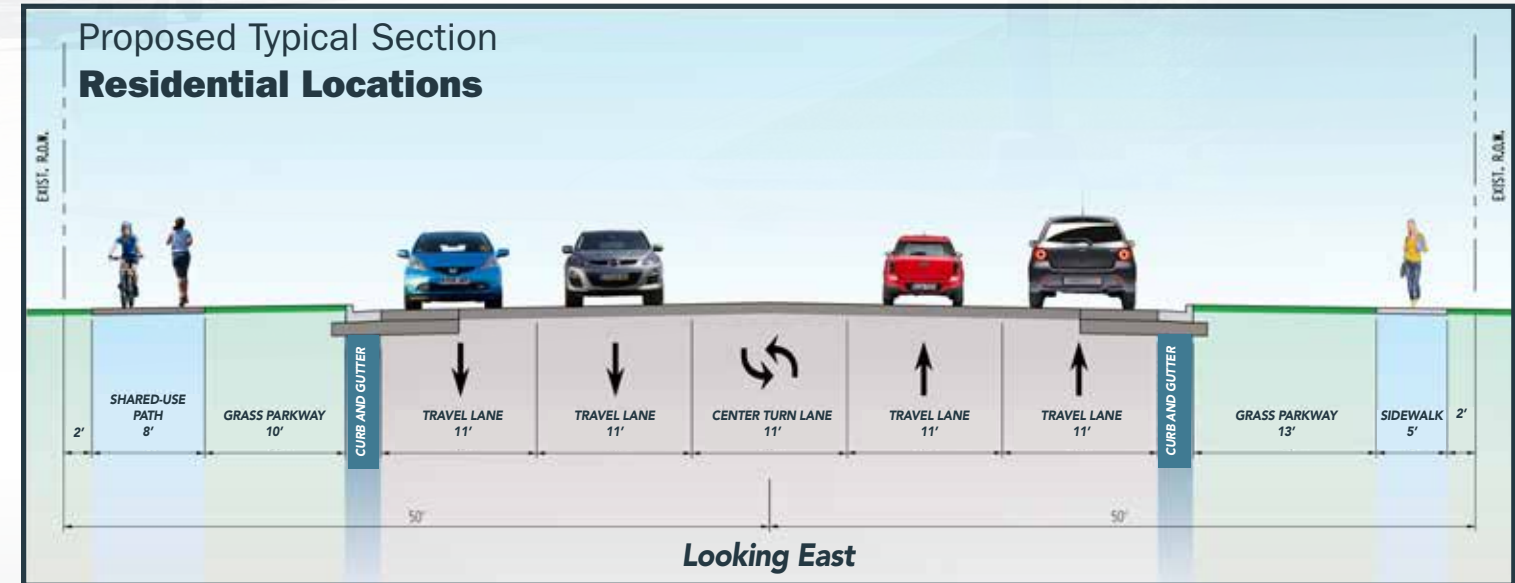 Proposed Typical Section
Residential Locations
EXIST. R.O.W.
EXIST. R.O.W.
2'
SHARED-USE
PATH
8'
GRASS PARKWAY
10'
CURB AND GUTTER
TRAVEL LANE
11'
TRAVEL LANE
11'
CENTER TURN LANE
11'
TRAVEL LANE
11'
TRAVEL LANE
11'
CURB AND GUTTER
GRASS PARKWAY
13'
SIDEWALK
5'
2'
50'
50'
Looking East